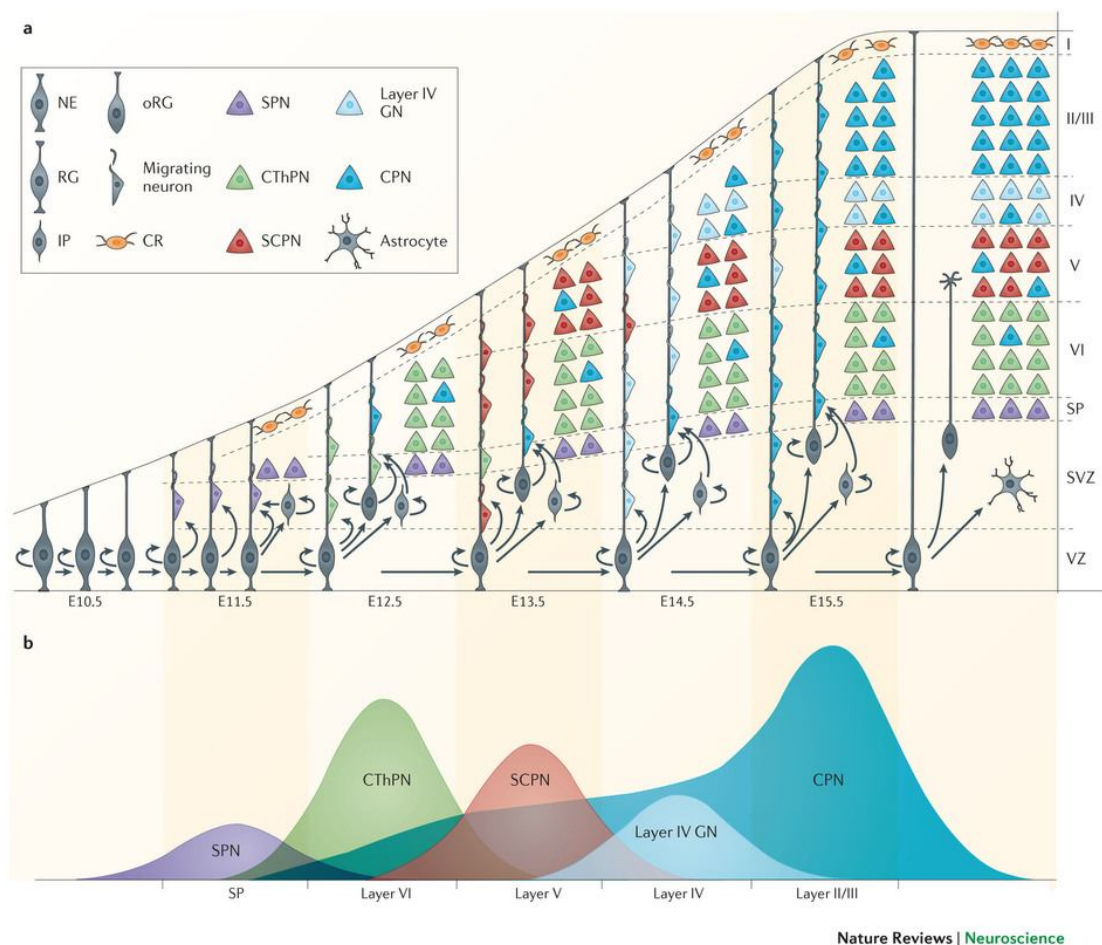 a
NE
oRG
SPN
Layer IV
GN
RG
Migrating
neuron
CThPN
CPN
IP
CR
SCPN
Astrocyte
I
II/III
IV
V
VI
SP
SVZ
VZ
E10.5
E11.5
E12.5
E13.5
E14.5
E15.5
b
CThPN
SCPN
CPN
SPN
Layer IV GN
SP
Layer VI
Layer V
Layer IV
Layer II/III
Nature Reviews | Neuroscience